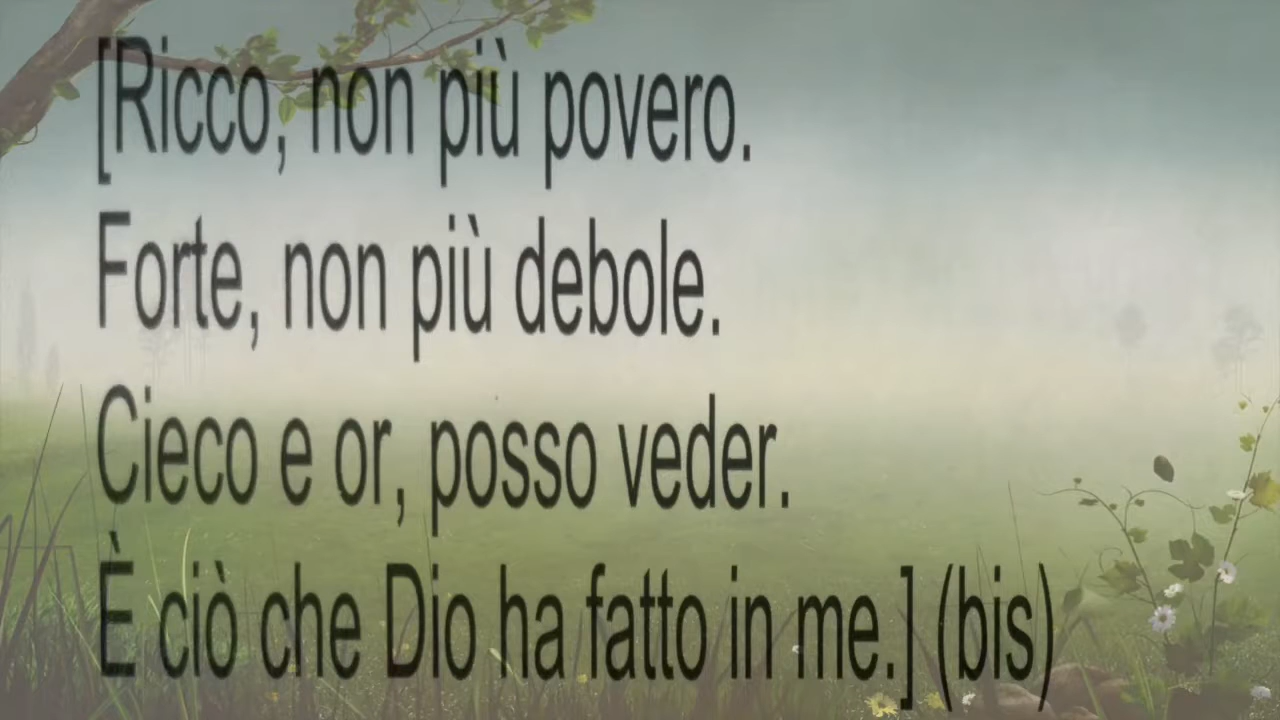 [Ricco, non più povero.
Forte, non più debole.
Cieco e or, posso veder.
È ciò che Dio ha fatto in me.] (bis)